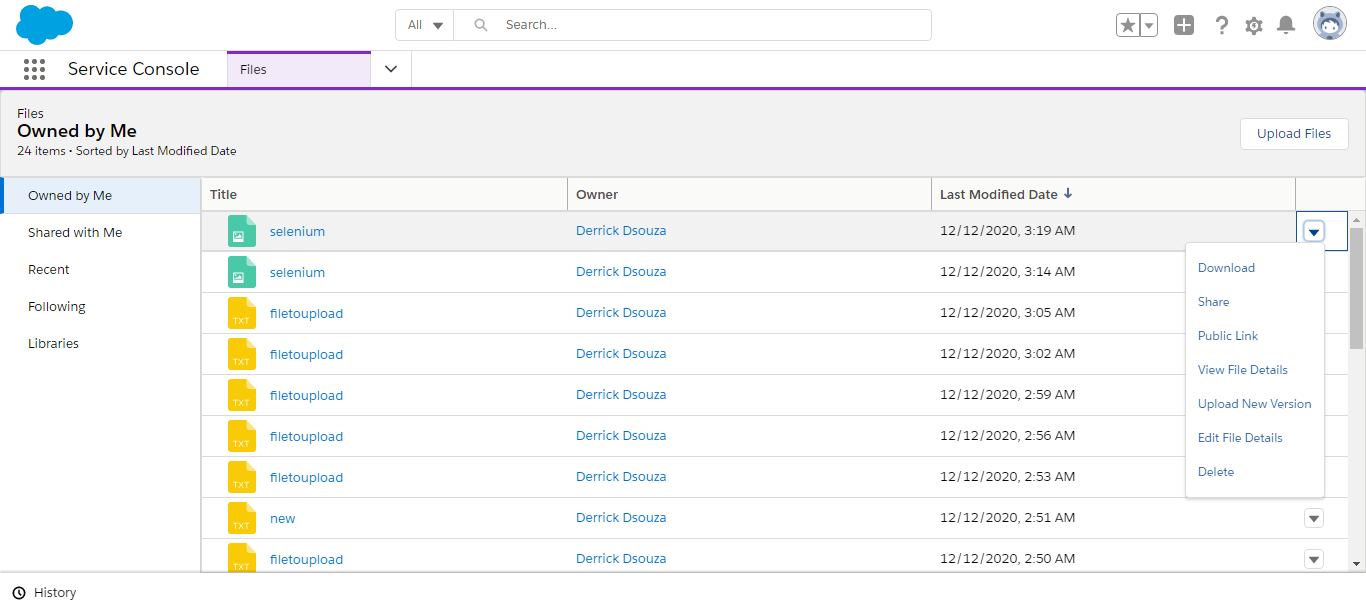 All
Search...
Service Console
Files
Files
Owned by Me
24 items • Sorted by Last Modified Date
Upload Files
Owned by Me
Shared with Me
Recent
Following
Libraries
Title Owner Last Modified Date
selenium Derrick Dsouza 12/12/2020, 3:19 AM
selenium Derrick Dsouza 12/12/2020, 3:14 AM
TXT filetoupload Derrick Dsouza 12/12/2020, 3:05 AM
TXT filetoupload Derrick Dsouza 12/12/2020, 3:02 AM
TXT filetoupload Derrick Dsouza 12/12/2020, 2:59 AM
TXT filetoupload Derrick Dsouza 12/12/2020, 2:56 AM
TXT filetoupload Derrick Dsouza 12/12/2020, 2:53 AM
TXT new Derrick Dsouza 12/12/2020, 2:51 AM
TXT filetoupload Derrick Dsouza 12/12/2020, 2:50 AM
Download
Share
Public Link
View File Details
Upload New Version
Edit File Details
Delete
History